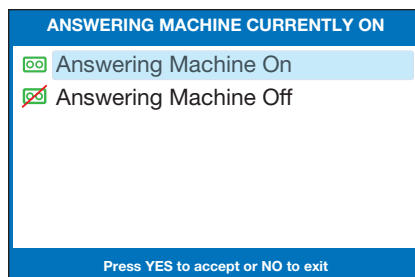 ANSWERING MACHINE CURRENTLY ON
Answering Machine On
Answering Machine Off
Press YES to accept or NO to exit